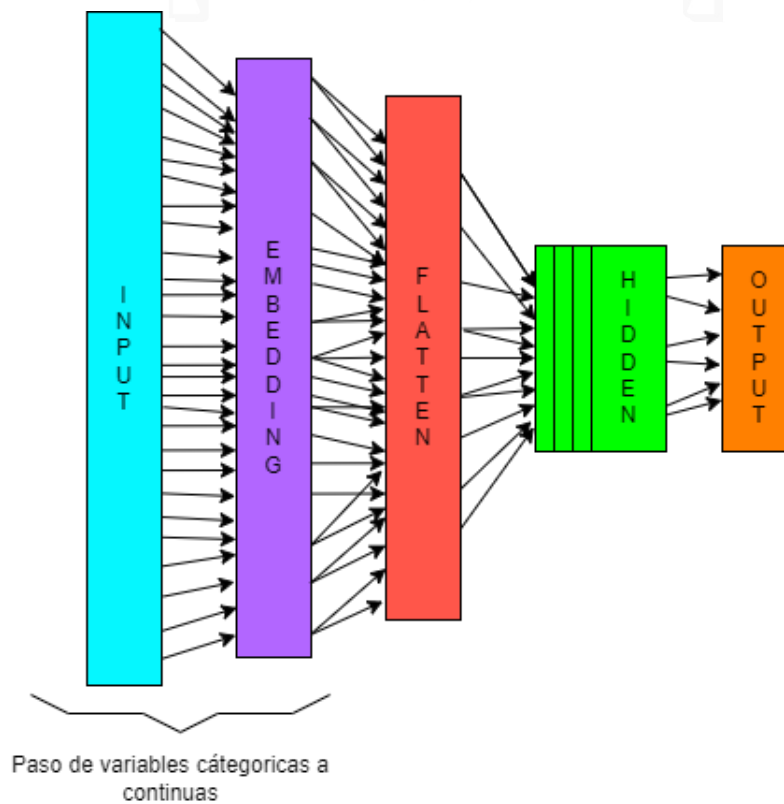 INPUT
EMBEDDING
FLATTEN
HIDDEN
OUTPUT
Paso de variables cátegoricas a
continuas